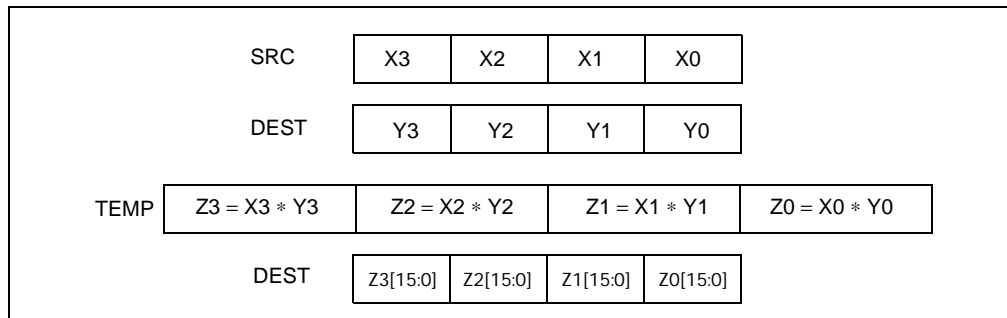 SRC X3 X2 X1 X0
DEST Y3 Y2 Y1 Y0
TEMP Z3 = X3 * Y3 Z2 = X2 * Y2 Z1 = X1 * Y1 Z0 = X0 * Y0
DEST Z3[15:0] Z2[15:0] Z1[15:0] Z0[15:0]